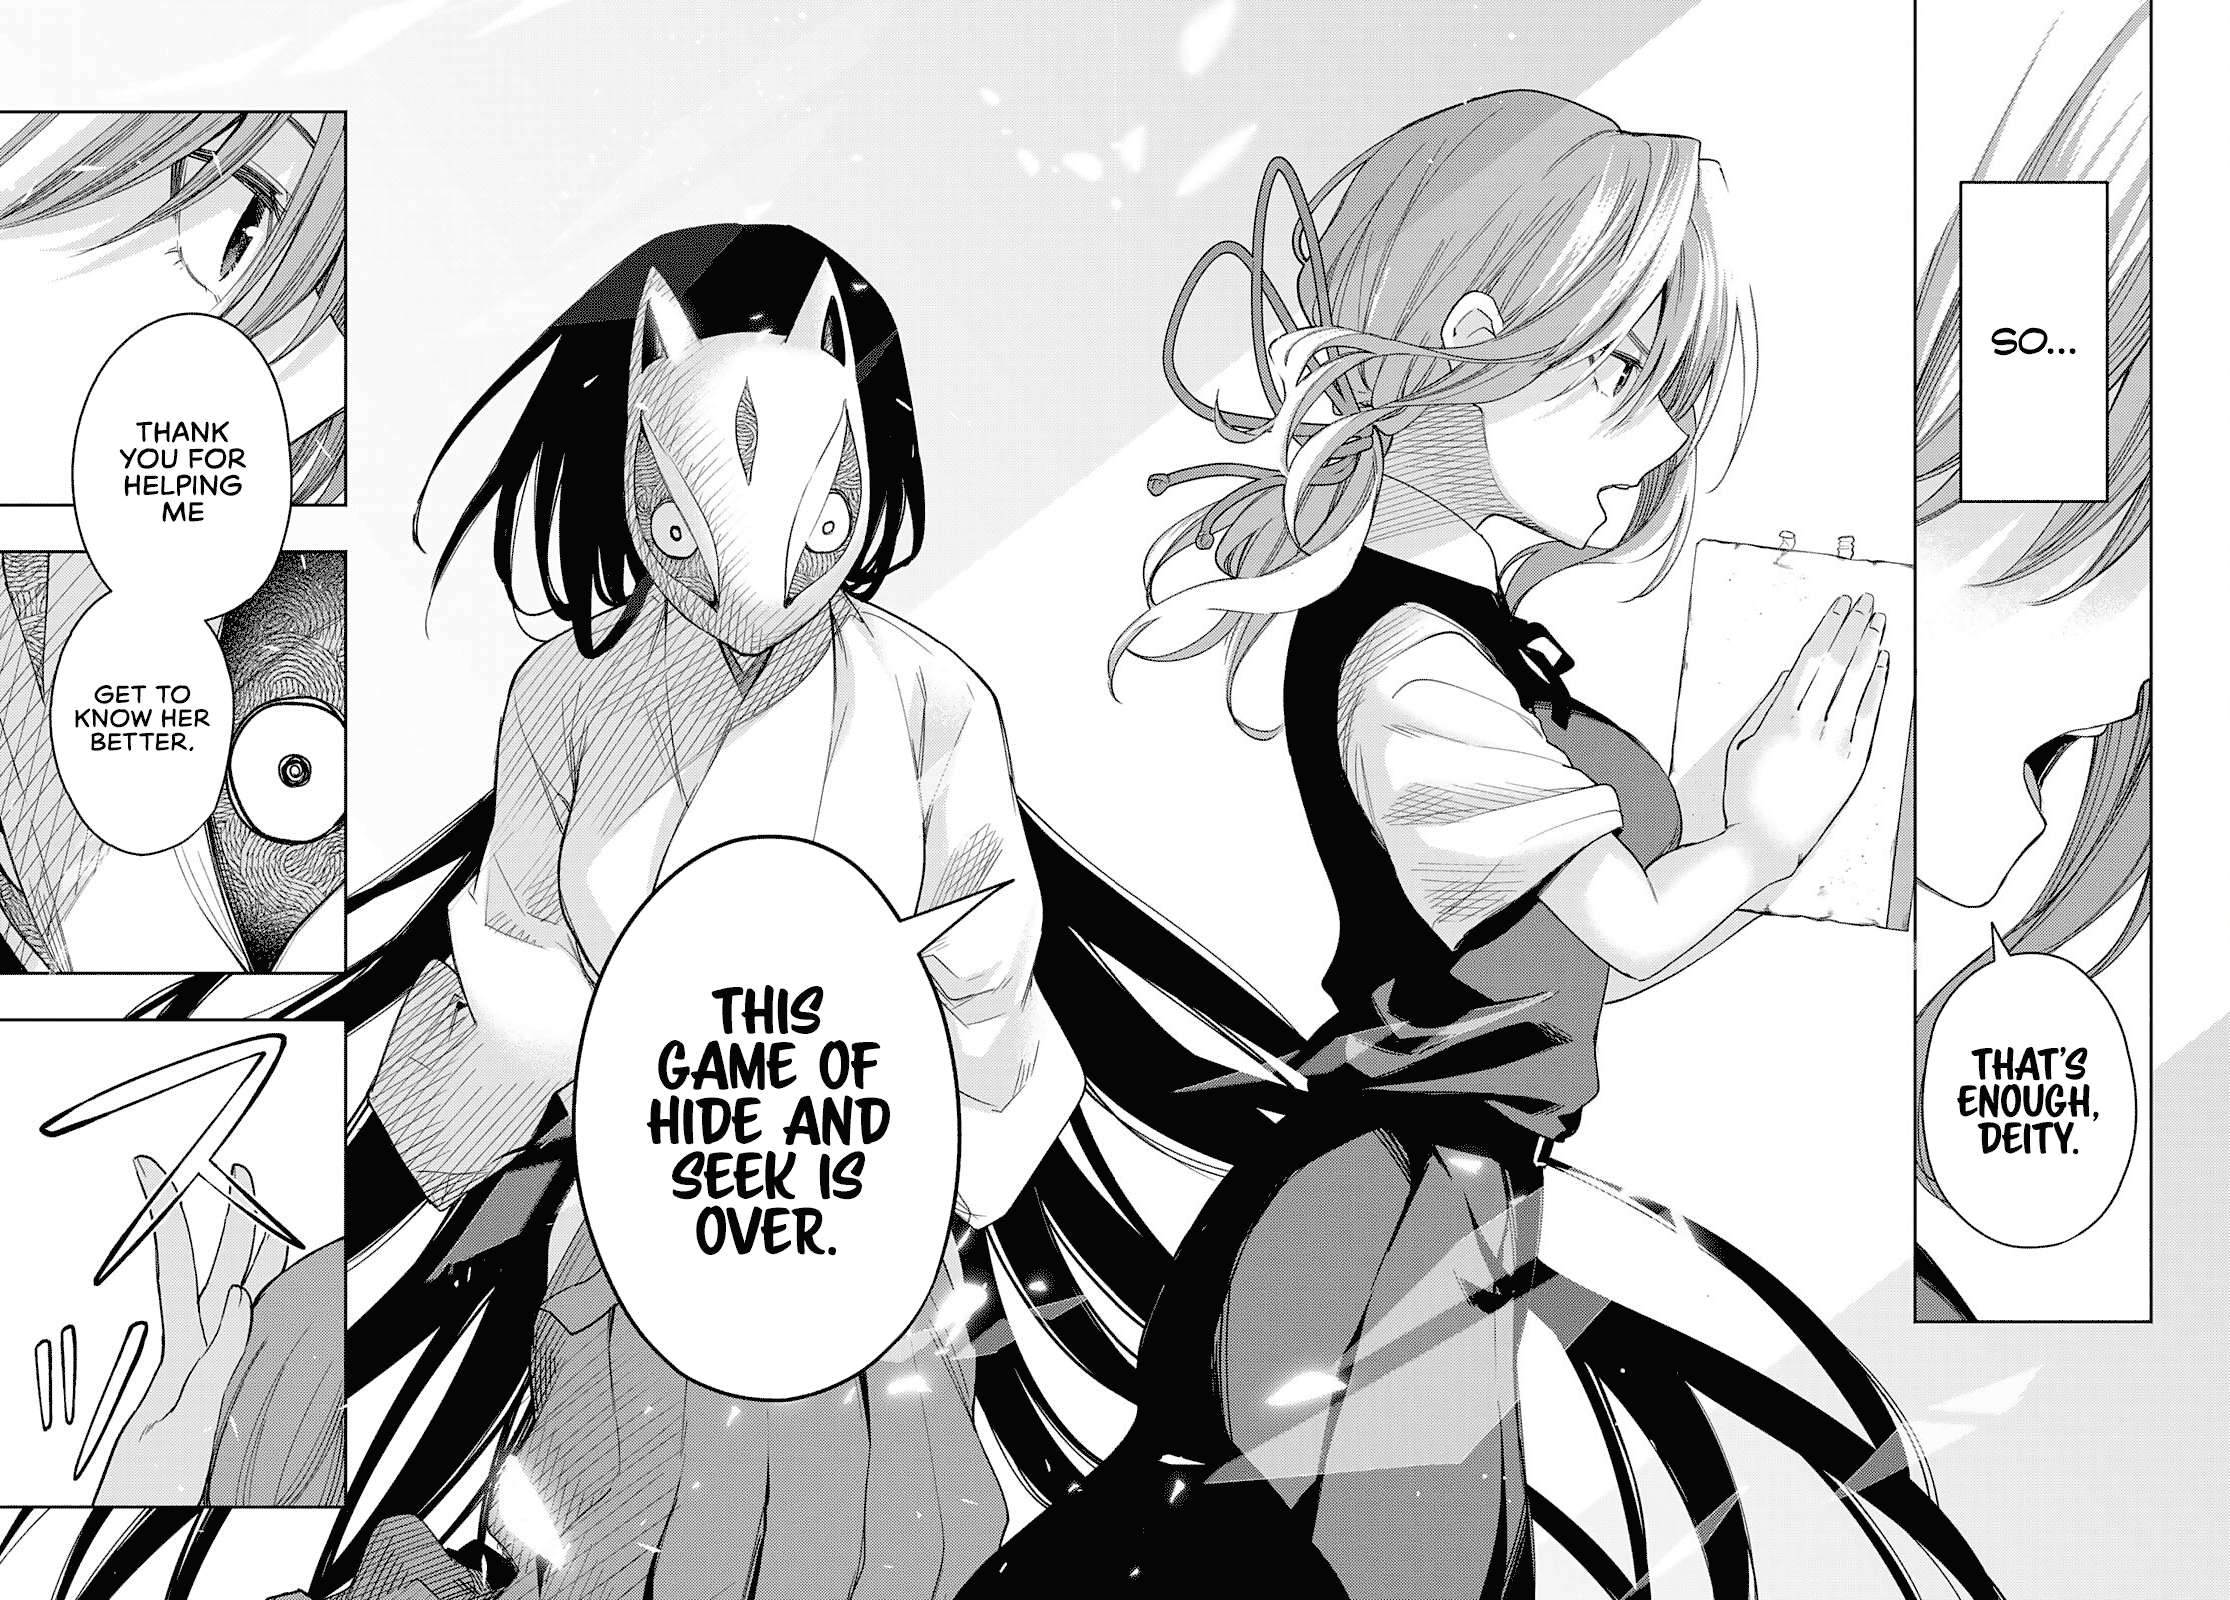 SO...
THAT'S
ENOUGH,
DEITY.
THIS
GAME OF
HIDE AND
SEEK IS
OVER.
THANK
YOU FOR
HELPING
ME
GET TO
KNOW HER
BETTER.
スッ